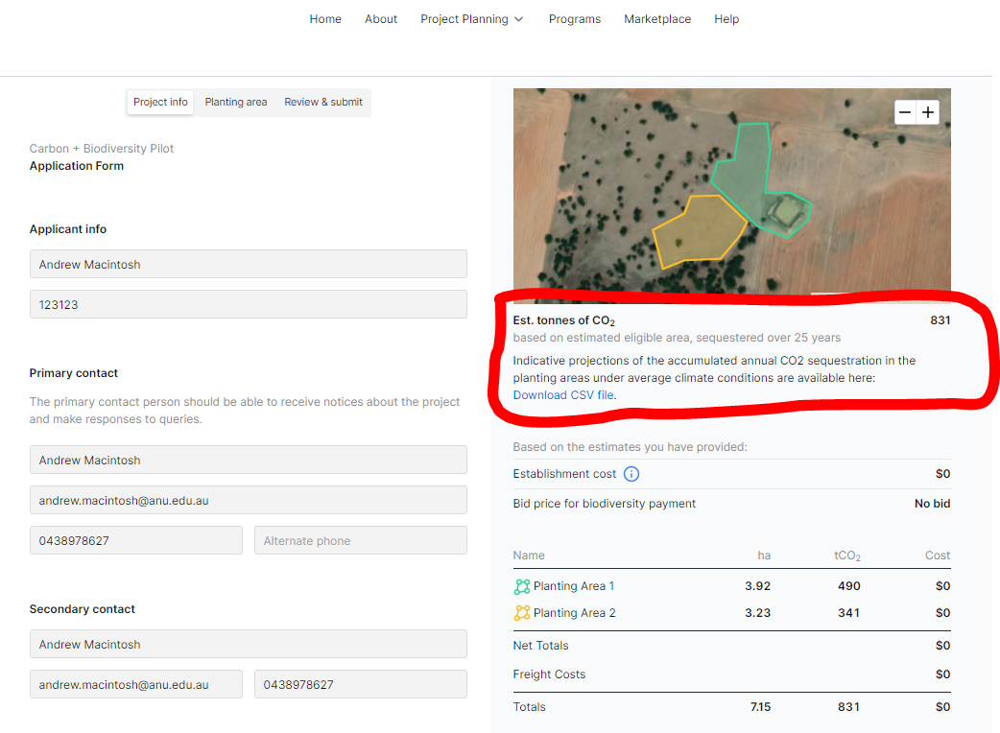 Home About Project Planning Programs Marketplace Help
Project info Planting area Review & submit
Carbon + Biodiversity Pilot
Application Form
Applicant info
Andrew Macintosh
123123
Primary contact
The primary contact person should be able to receive notices about the project
and make responses to queries.
Andrew Macintosh
andrew.macintosh@anu.edu.au
0438978627 Alternate phone
Secondary contact
Andrew Macintosh
andrew.macintosh@anu.edu.au 0438978627
Est. tonnes of CO₂ 831
based on estimated eligible area, sequestered over 25 years
Indicative projections of the accumulated annual CO2 sequestration in the
planting areas under average climate conditions are available here:
Download CSV file.
Based on the estimates you have provided:
Establishment cost $0
Bid price for biodiversity payment No bid
Name ha tCO₂ Cost
Planting Area 1 3.92 490 $0
Planting Area 2 3.23 341 $0
Net Totals $0
Freight Costs $0
Totals 7.15 831 $0